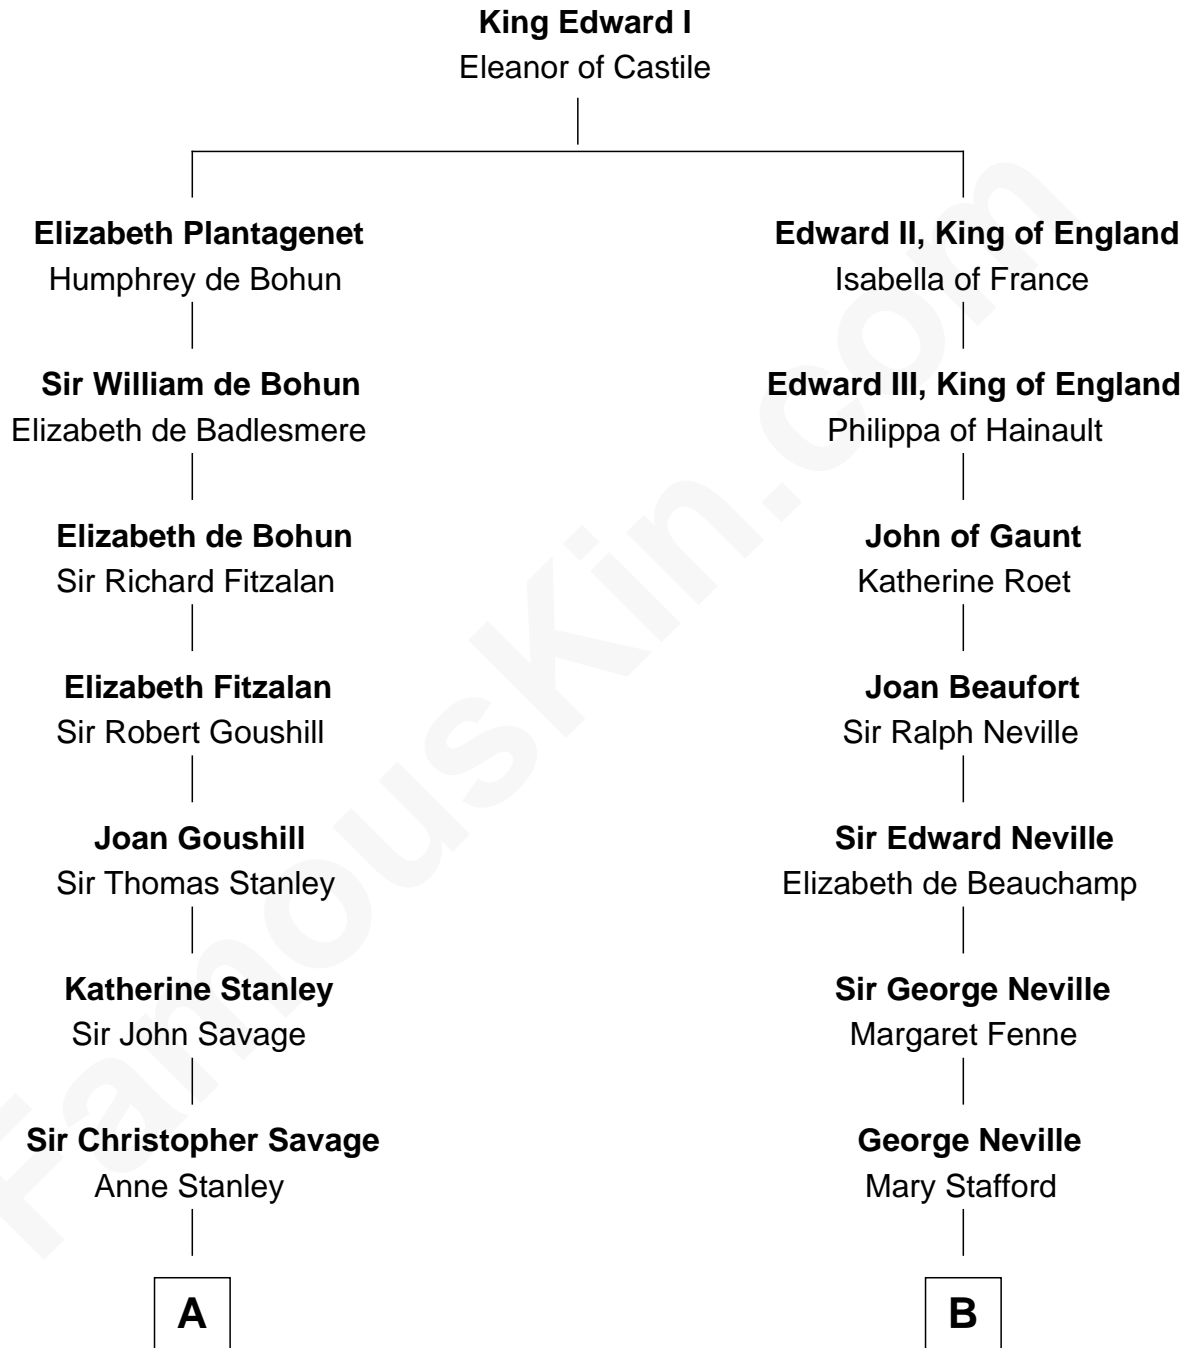 King Edward I
Eleanor of Castile
Elizabeth Plantagenet
Humphrey de Bohun
Edward II, King of England
Isabella of France
Sir William de Bohun
Elizabeth de Badlesmere
Edward III, King of England
Philippa of Hainault
Elizabeth de Bohun
Sir Richard Fitzalan
John of Gaunt
Katherine Roet
Elizabeth Fitzalan
Sir Robert Goushill
Joan Beaufort
Sir Ralph Neville
Joan Goushill
Sir Thomas Stanley
Sir Edward Neville
Elizabeth de Beauchamp
Katherine Stanley
Sir John Savage
Sir George Neville
Margaret Fenne
Sir Christopher Savage
Anne Stanley
George Neville
Mary Stafford
A
B
FamousKin.com